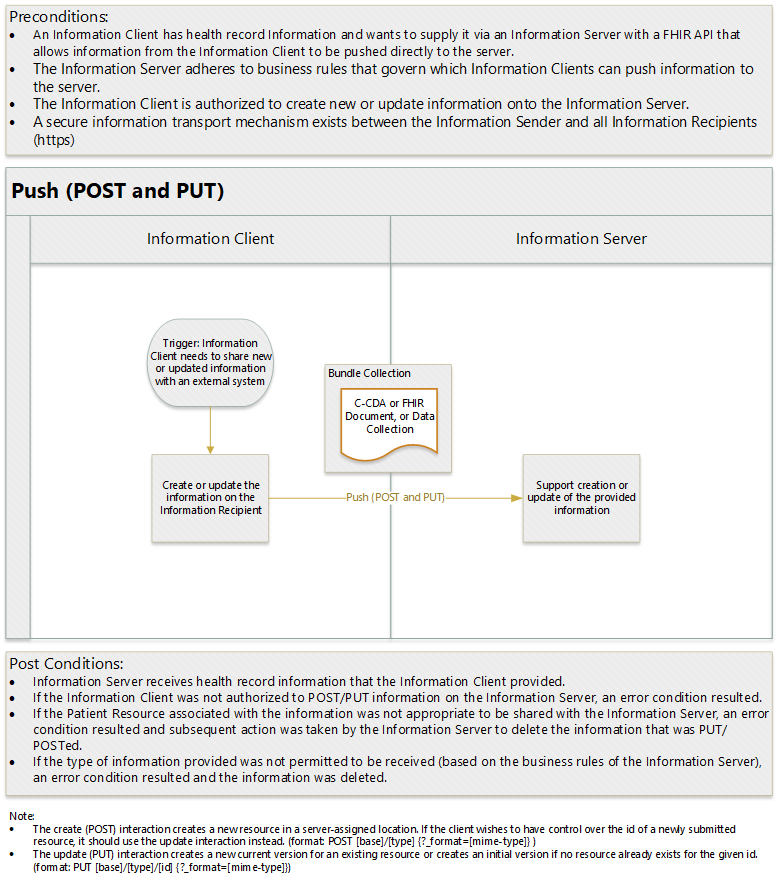 Preconditions:
• An Information Client has health record Information and wants to supply it via an Information Server with a FHIR API that
allows information from the Information Client to be pushed directly to the server.
• The Information Server adheres to business rules that govern which Information Clients can push information to
the server.
• The Information Client is authorized to create new or update information onto the Information Server.
• A secure information transport mechanism exists between the Information Sender and all Information Recipients
(https)
Push (POST and PUT)
Information Client
Information Server
Trigger: Information
Client needs to share new
or updated information
with an external system
Bundle Collection
C-CDA or FHIR
Document, or Data
Collection
Create or update the
information on the
Information Recipient
Push (POST and PUT)
Support creation or
update of the provided
information
Post Conditions:
• Information Server receives health record information that the Information Client provided.
• If the Information Client was not authorized to POST/PUT information on the Information Server, an error condition resulted.
• If the Patient Resource associated with the information was not appropriate to be shared with the Information Server, an error
condition resulted and subsequent action was taken by the Information Server to delete the information that was PUT/
POSTed.
• If the type of information provided was not permitted to be received (based on the business rules of the Information Server),
an error condition resulted and the information was deleted.
Note:
• The create (POST) interaction creates a new resource in a server-assigned location. If the client wishes to have control over the id of a newly submitted
resource, it should use the update interaction instead. (format: POST [base]/[type] {?_format=[mime-type]} )
• The update (PUT) interaction creates a new current version for an existing resource or creates an initial version if no resource already exists for the given id.
(format: PUT [base]/[type]/[id] {?_format=[mime-type]})